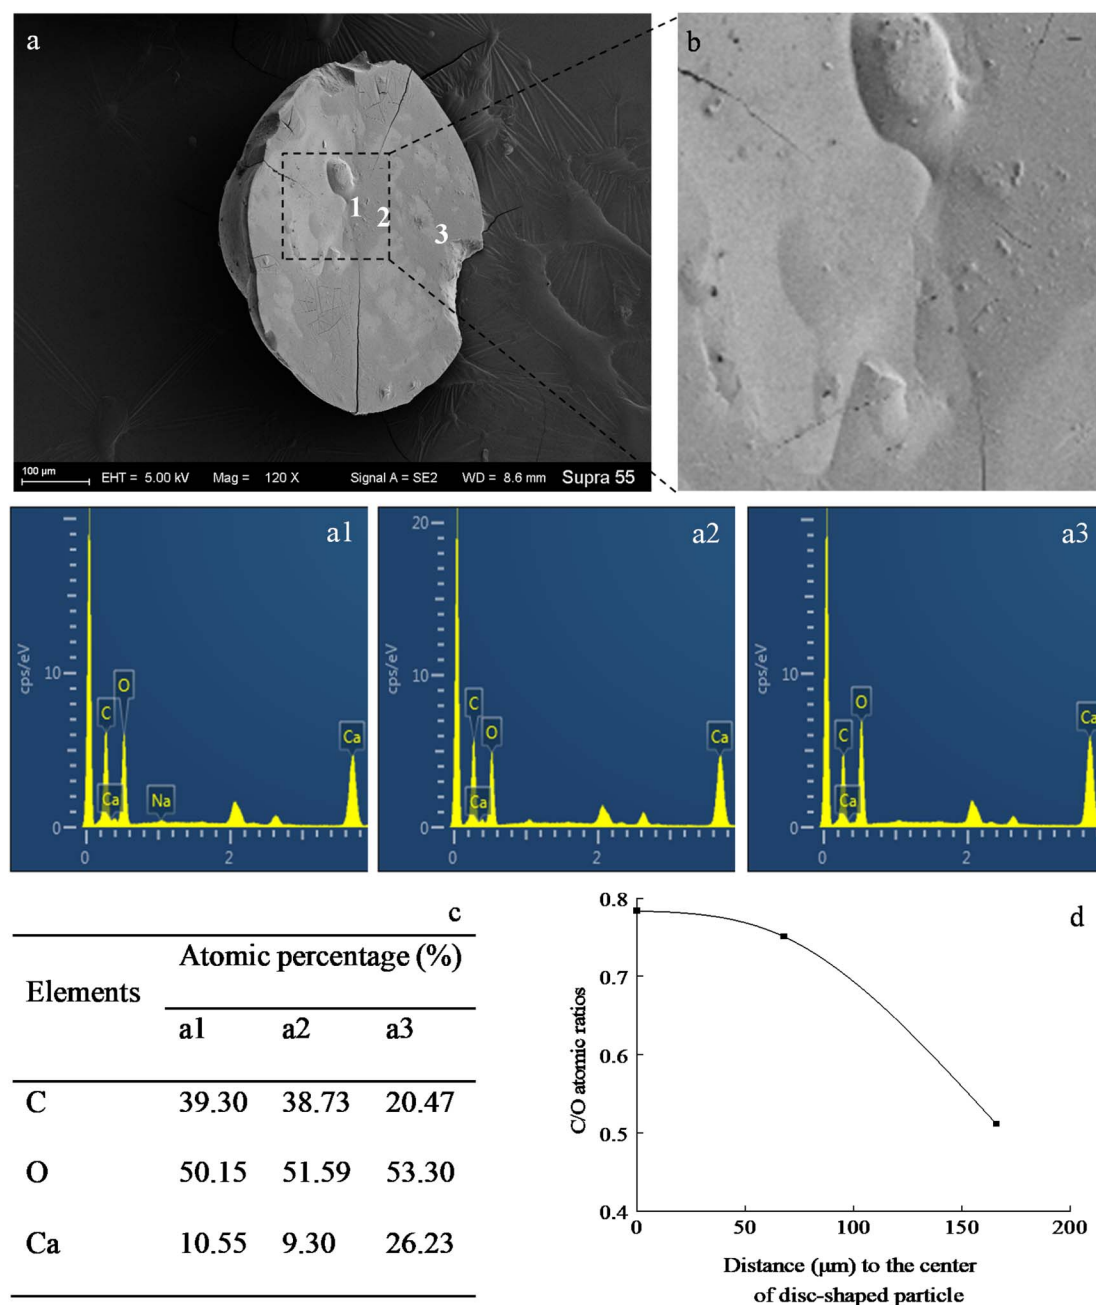 a
b
1
2
3
100 µm
EHT = 5.00 kV Mag = 120 X Signal A = SE2 WD = 8.6 mm Supra 55
a1
cps/eV
10
0
C
O
Ca
Na
Ca
0 2
a2
cps/eV
20
10
0
C
O
Ca
Ca
0 2
a3
cps/eV
10
0
C
O
Ca
Ca
0 2
c
Elements
Atomic percentage (%)
a1 a2 a3
C 39.30 38.73 20.47
O 50.15 51.59 53.30
Ca 10.55 9.30 26.23
d
C/O atomic ratios
0.8
0.7
0.6
0.5
0.4
0 50 100 150 200
Distance (µm) to the center
of disc-shaped particle